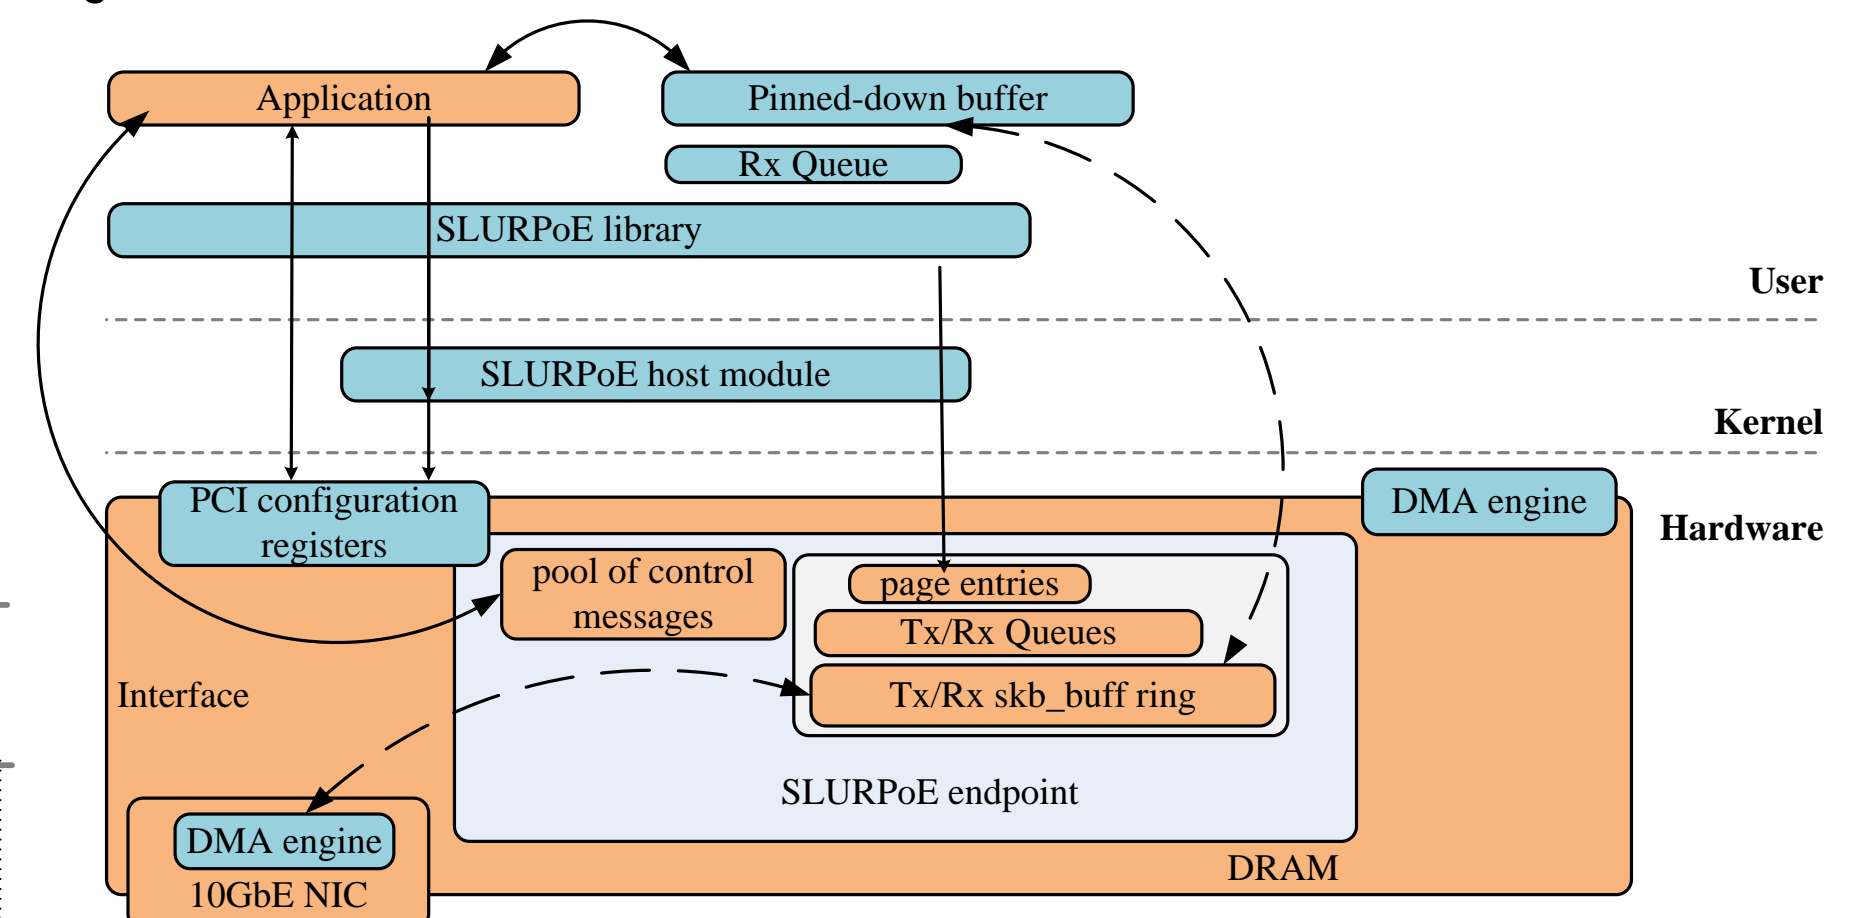 Application
Pinned-down buffer
Rx Queue
SLURPoE library
User
SLURPoE host module
Kernel
PCI configuration
registers
DMA engine
Hardware
pool of control
messages
page entries
Tx/Rx Queues
Interface
Tx/Rx skb_buff ring
SLURPoE endpoint
DMA engine
DRAM
10GbE NIC